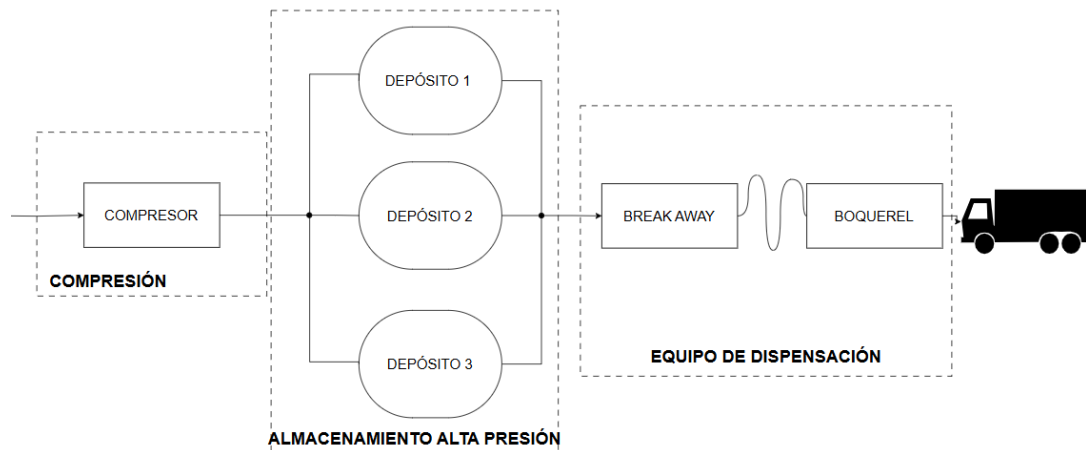 DEPÓSITO 1
COMPRESOR
DEPÓSITO 2
BREAK AWAY
BOQUEREL
COMPRESIÓN
DEPÓSITO 3
EQUIPO DE DISPENSACIÓN
ALMACENAMIENTO ALTA PRESIÓN